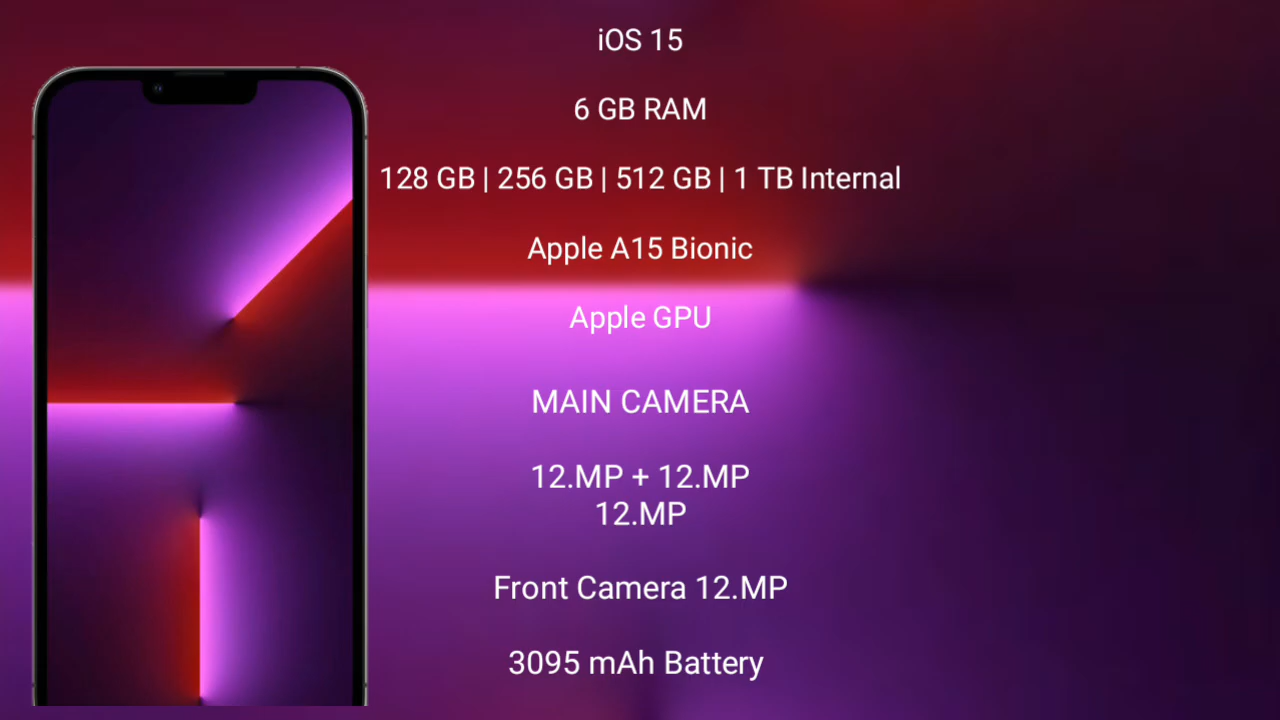 iOS 15
6 GB RAM
128 GB | 256 GB | 512 GB | 1 TB Internal
Apple A15 Bionic
Apple GPU
MAIN CAMERA
12.MP + 12.MP
12.MP
Front Camera 12.MP
3095 mAh Battery